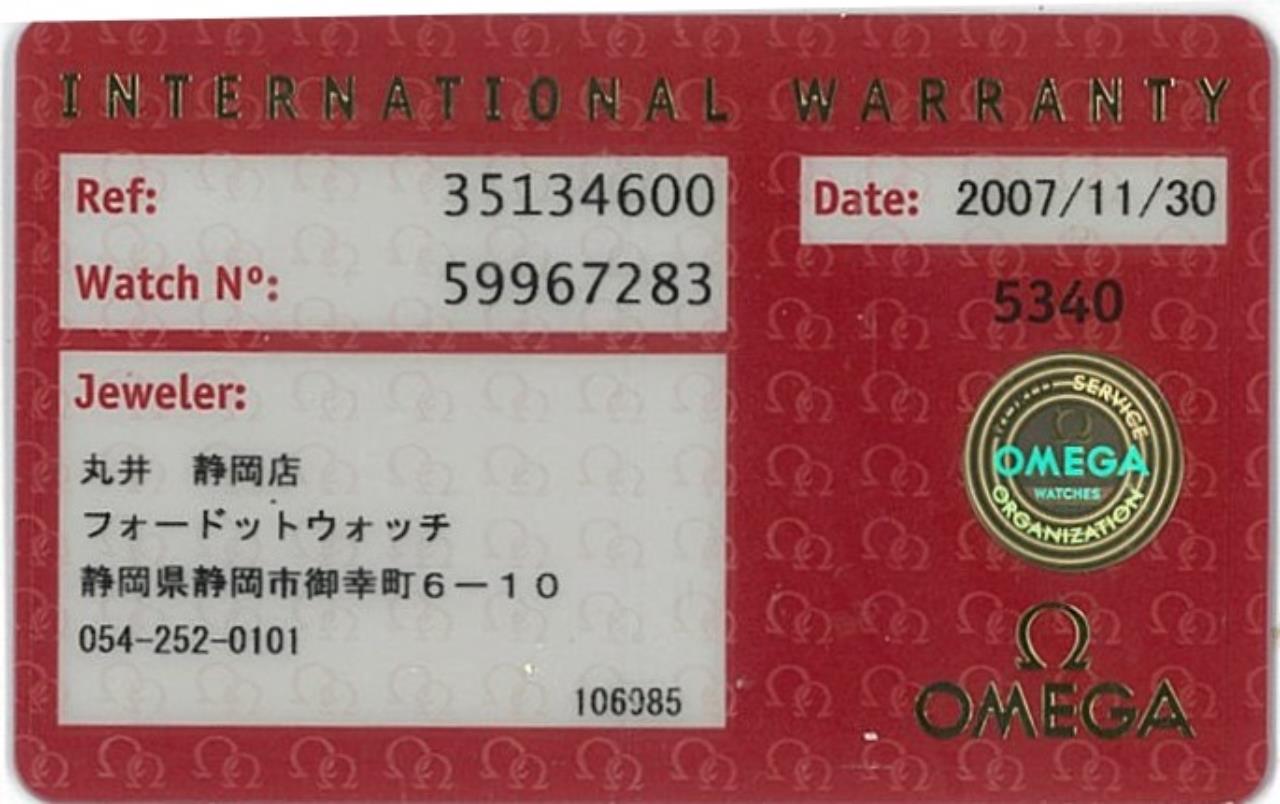 INTERNATIONAL WARRANTY
Ref: 35134600
Watch Nº: 59967283
Date: 2007/11/30
5340
Jeweler:
丸井　静岡店
フォードットウォッチ
静岡県静岡市御幸町６－１０
054-252-0101
106985
SERVICE
OMEGA
WATCHES
ORGANIZATION
Ω
OMEGA